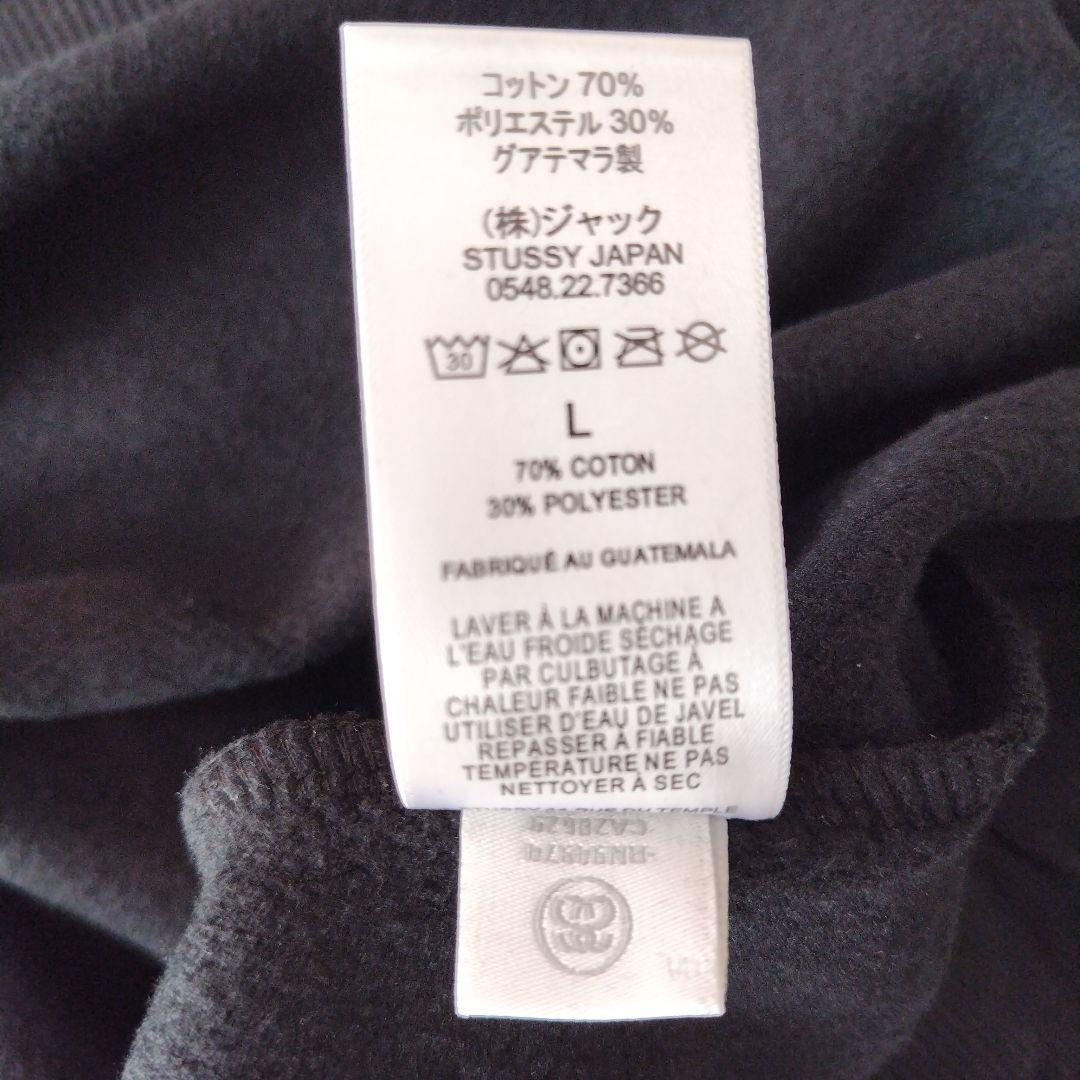 コットン 70%
ポリエステル 30%
グアテマラ製
(株)ジャック
STUSSY JAPAN
0548.22.7366
30
L
70% COTON
30% POLYESTER
FABRIQUÉ AU GUATEMALA
LAVER À LA MACHINE A
L'EAU FROIDE SÉCHAGE
PAR CULBUTAGE À
CHALEUR FAIBLE NE PAS
UTILISER D'EAU DE JAVEL
REPASSER À FIABLE
TEMPÉRATURE NE PAS
NETTOYER À SEC
TEMPLE